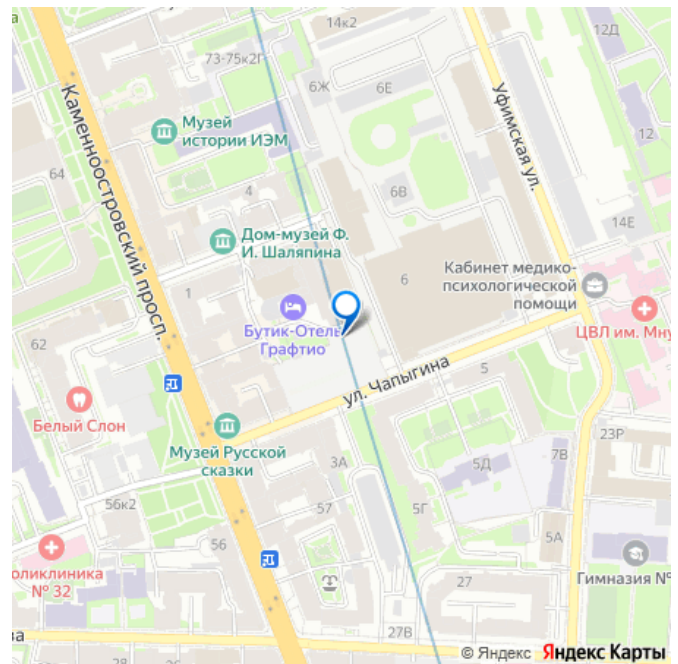 14к2
12Д
73-75к2Г
6Ж
6Е
Музей
истории ИЭМ
Уфимская ул.
12
64
Каменноостровский просп.
4
6В
14Е
Дом-музей Ф.
И. Шаляпина
6
Кабинет медико-
психологической
помощи
1
Бутик-Отель
Графтио
ЦВЛ им. Мну
62
ул. Чапыгина
5
Белый Слон
Музей Русской
сказки
23Р
3А
5Д
7В
56к2
57
5Г
56
5А
оликлиника
№ 32
27
Гимназия №
27В
ва
28
© Яндекс Яндекс Карты